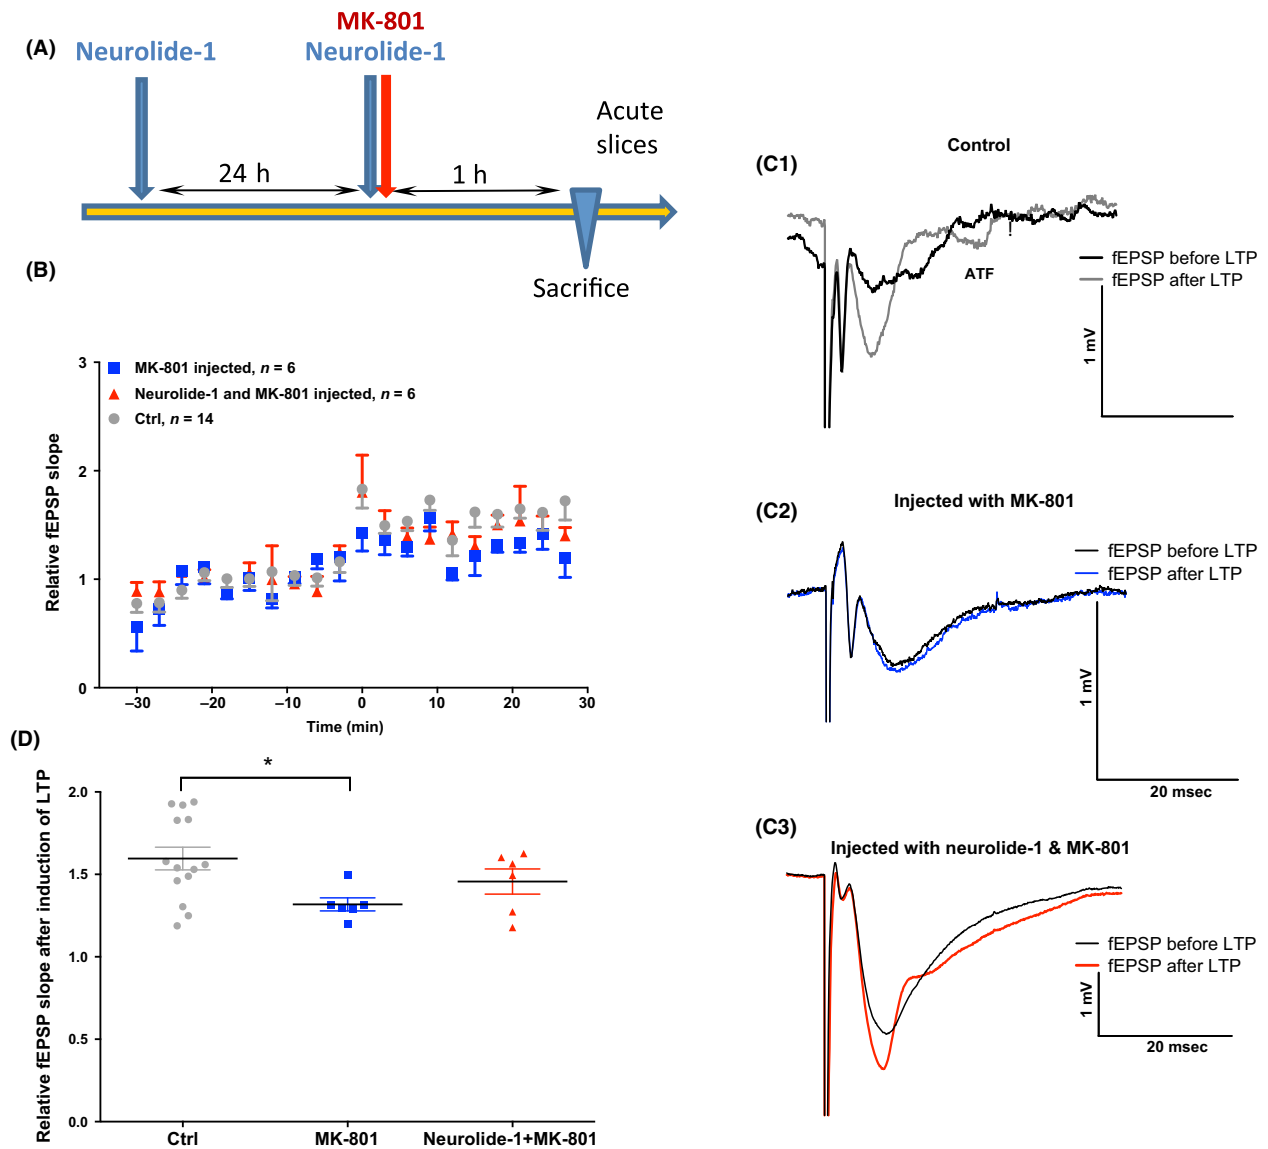 (A)
MK-801
Neurolide-1
Neurolide-1
24 h
1 h
Acute
slices
Sacrifice
(B)
3
2
1
0
Relative fEPSP slope
MK-801 injected, n = 6
Neurolide-1 and MK-801 injected, n = 6
Ctrl, n = 14
–30
–20
–10
0
10
20
30
Time (min)
(C1)
Control
ATF
fEPSP before LTP
fEPSP after LTP
1 mV
(C2)
Injected with MK-801
fEPSP before LTP
fEPSP after LTP
1 mV
20 msec
(C3)
Injected with neurolide-1 & MK-801
fEPSP before LTP
fEPSP after LTP
1 mV
20 msec
(D)
*
2.0
1.5
1.0
0.5
0.0
Relative fEPSP slope after induction of LTP
Ctrl
MK-801
Neurolide-1+MK-801